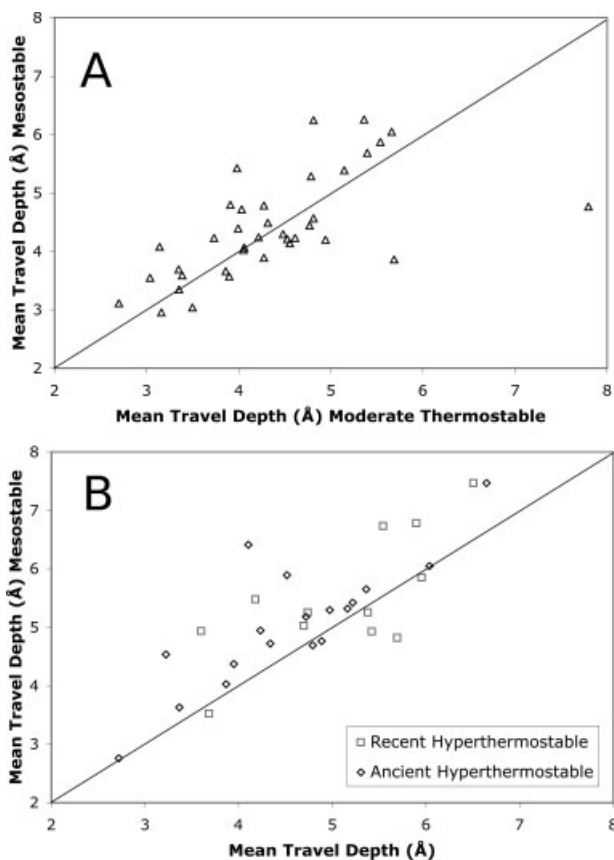 A
8
7
6
5
4
3
2
2 3 4 5 6 7 8
Mean Travel Depth (Å) Mesostable
Mean Travel Depth (Å) Moderate Thermostable
B
8
7
6
5
4
3
2
2 3 4 5 6 7 8
Mean Travel Depth (Å) Mesostable
Recent Hyperthermostable
Ancient Hyperthermostable
Mean Travel Depth (Å)